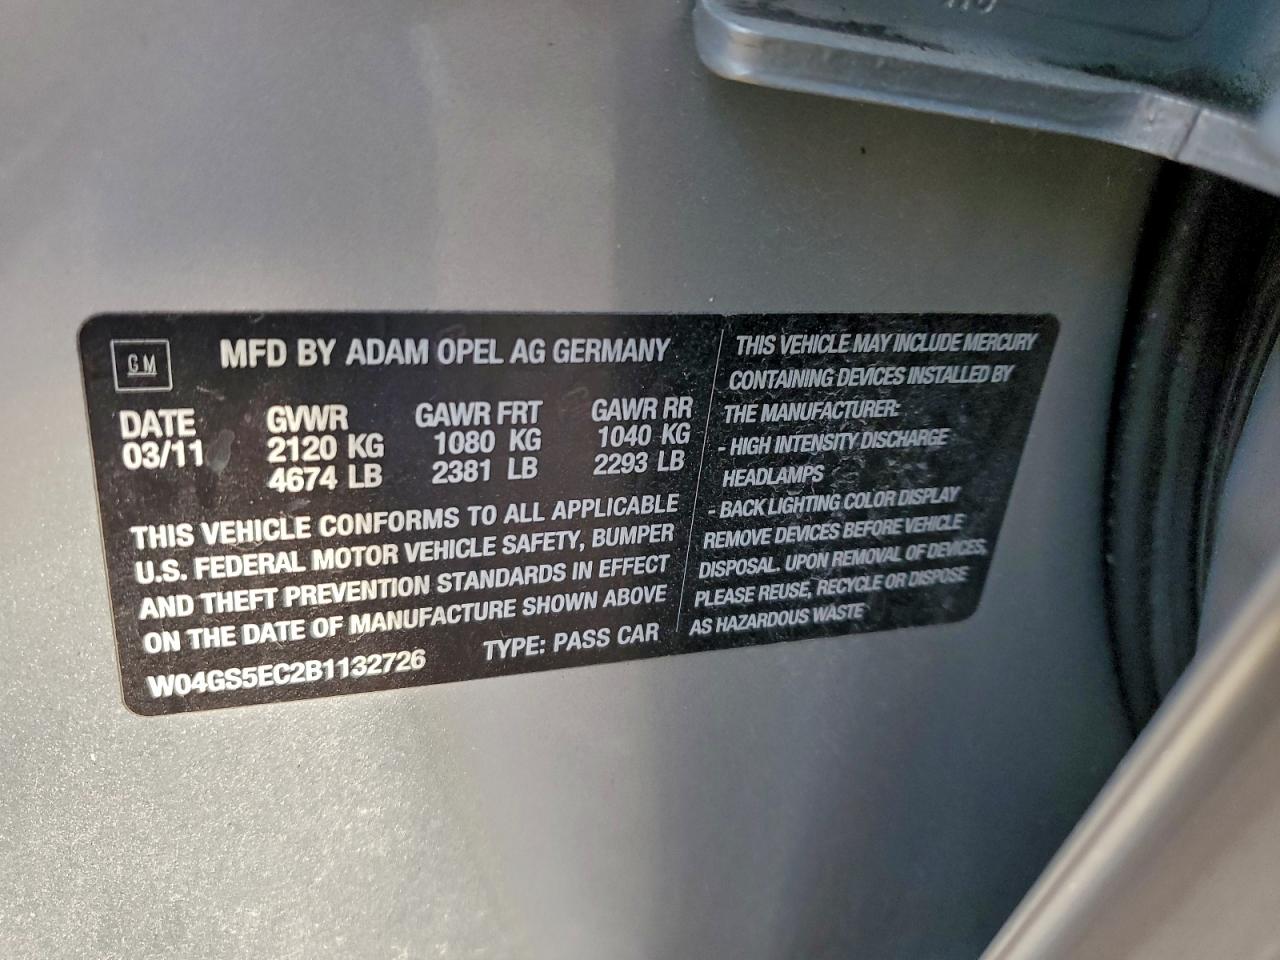 GM
MFD BY ADAM OPEL AG GERMANY
DATE GVWR GAWR FRT GAWR RR
03/11 2120 KG 1080 KG 1040 KG
4674 LB 2381 LB 2293 LB
THIS VEHICLE CONFORMS TO ALL APPLICABLE
U.S. FEDERAL MOTOR VEHICLE SAFETY, BUMPER
AND THEFT PREVENTION STANDARDS IN EFFECT
ON THE DATE OF MANUFACTURE SHOWN ABOVE
W04GS5EC2B1132726 TYPE: PASS CAR
THIS VEHICLE MAY INCLUDE MERCURY
CONTAINING DEVICES INSTALLED BY
THE MANUFACTURER:
- HIGH INTENSITY DISCHARGE
HEADLAMPS
- BACK LIGHTING COLOR DISPLAY
REMOVE DEVICES BEFORE VEHICLE
DISPOSAL. UPON REMOVAL OF DEVICES,
PLEASE REUSE, RECYCLE OR DISPOSE
AS HAZARDOUS WASTE